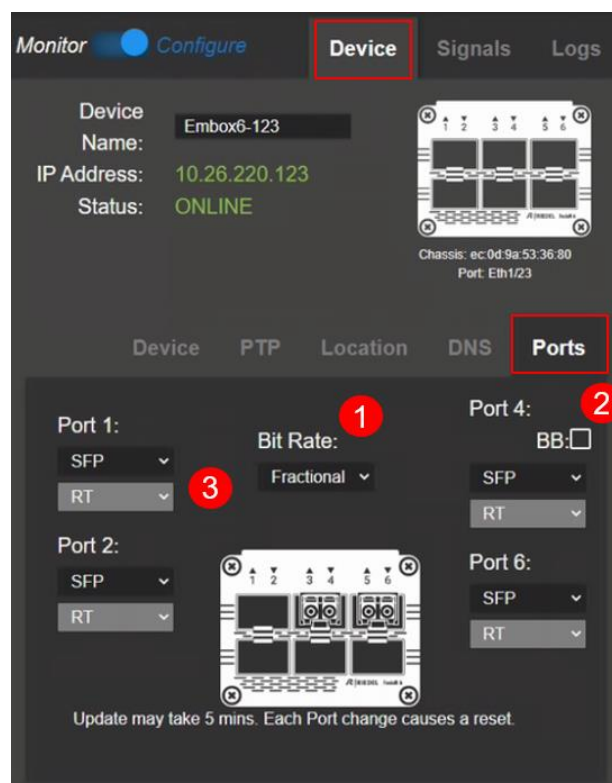 Monitor Configure Device Signals Logs
Device Name: Embox6-123
IP Address: 10.26.220.123
Status: ONLINE
1 2 3 4 5 6
RIEDEL
Chassis: ec:0d:9a:53:36:80
Port: Eth1/23
Device PTP Location DNS Ports
Port 1:
SFP
RT
3
Port 2:
SFP
RT
1
Bit Rate:
Fractional
2
Port 4:
BB:
SFP
RT
Port 6:
SFP
RT
1 2 3 4 5 6
RIEDEL
Update may take 5 mins. Each Port change causes a reset.